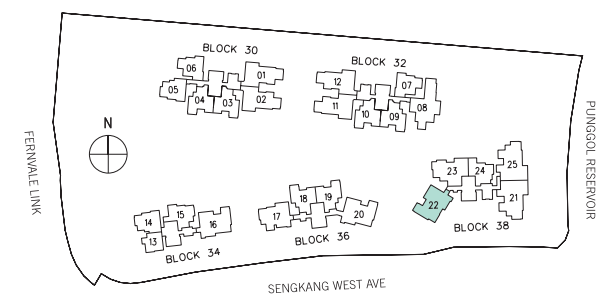 BLOCK 30
BLOCK 32
06
01
05
04
03
02
12
07
11
10
09
08
N
FERNVALE LINK
PUNGGOL RESERVOIR
23
24
25
22
21
BLOCK 38
18
19
17
20
BLOCK 36
14
15
13
16
BLOCK 34
SENGKANG WEST AVE